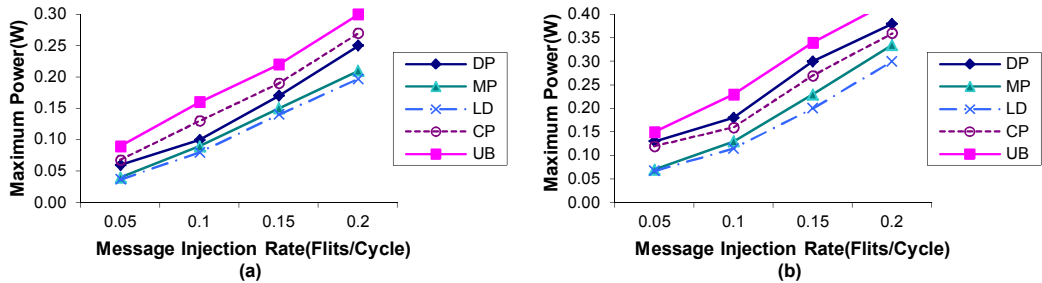 Maximum Power(W)
0.30
0.25
0.20
0.15
0.10
0.05
0.00
0.05 0.1 0.15 0.2
Message Injection Rate(Flits/Cycle)
(a)
DP
MP
LD
CP
UB
Maximum Power(W)
0.40
0.35
0.30
0.25
0.20
0.15
0.10
0.05
0.00
0.05 0.1 0.15 0.2
Message Injection Rate(Flits/Cycle)
(b)
DP
MP
LD
CP
UB